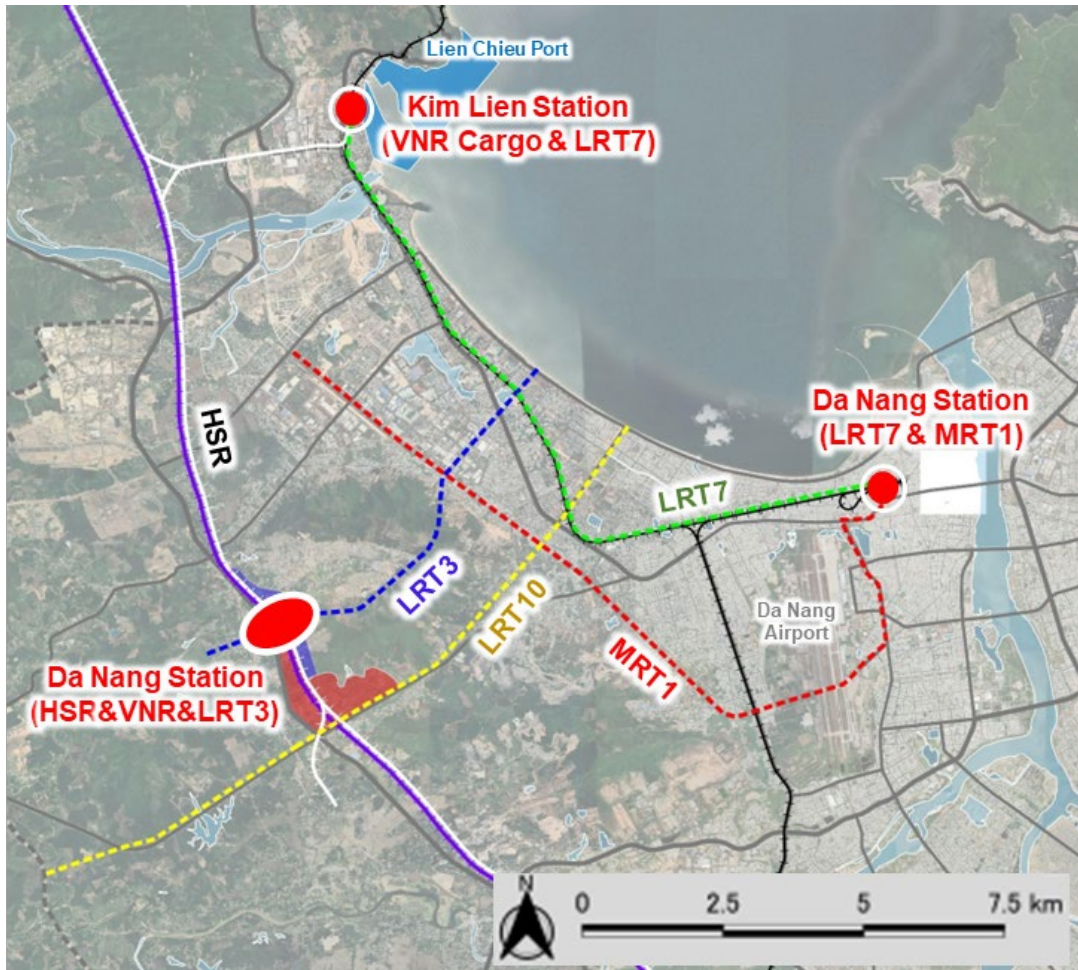 Lien Chieu Port
Kim Lien Station
(VNR Cargo & LRT7)
HSR
Da Nang Station
(LRT7 & MRT1)
LRT7
LRT3
LRT10
Da Nang
Airport
MRT1
Da Nang Station
(HSR&VNR&LRT3)
N
0 2.5 5 7.5 km